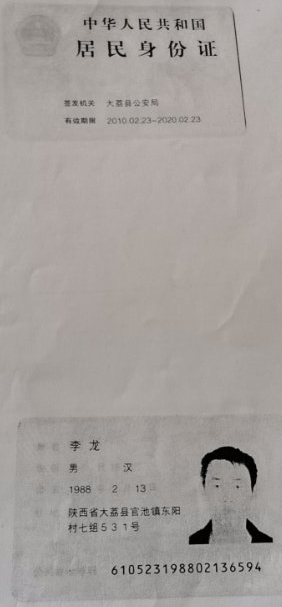 中华人民共和国
居民身份证
签发机关 大荔县公安局
有效期限 2010.02.23-2020.02.23
李龙
男 汉
1988 2 13
陕西省大荔县官池镇东阳
村七组531号
610523198802136594